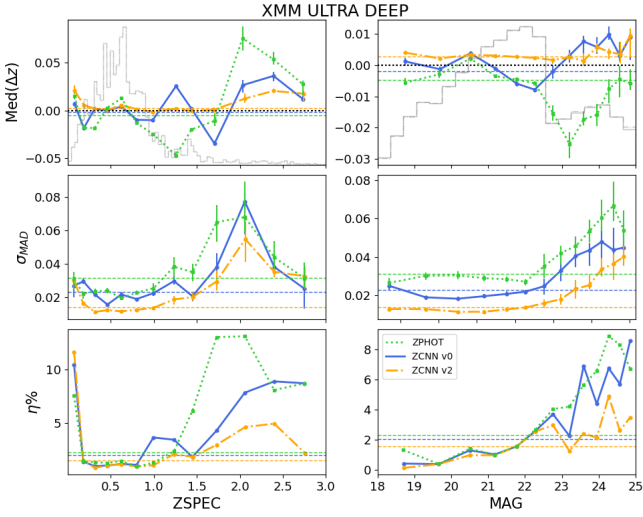 XMM ULTRA DEEP
Med(Δz)
0.05
0.00
−0.05
0.01
0.00
−0.01
−0.02
−0.03
σMAD
0.08
0.06
0.04
0.02
0.08
0.06
0.04
0.02
η%
10
5
8
6
4
2
0
ZPHOT
ZCNN v0
ZCNN v2
0.5 1.0 1.5 2.0 2.5 3.0
18 19 20 21 22 23 24 25
ZSPEC
MAG